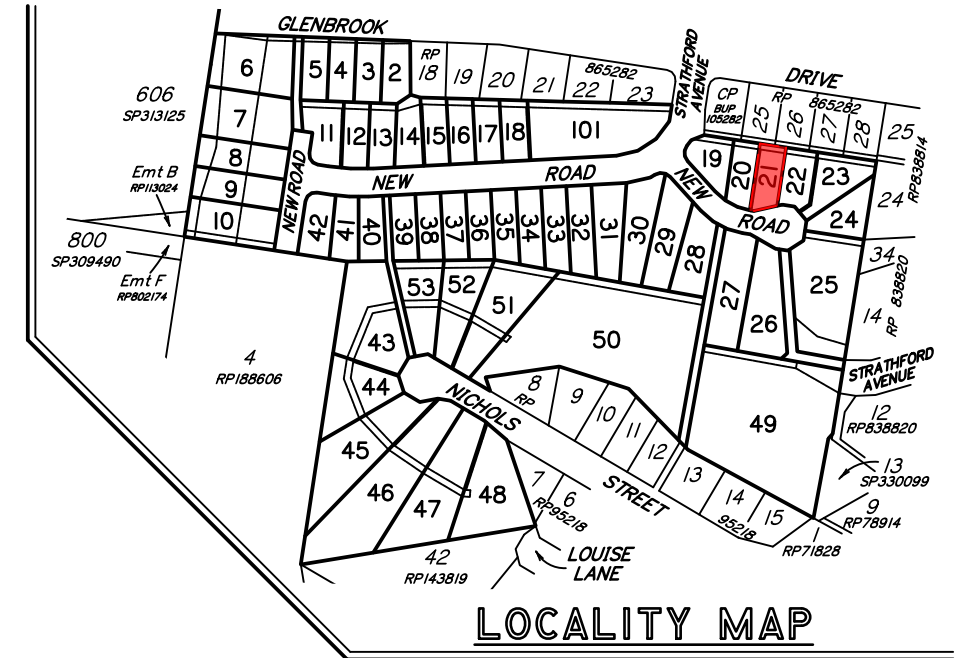 GLENBROOK
DRIVE
STRATHFORD
AVENUE
RP
18
19
20
21
22
23
865282
CP
BUP
105282
25
RP
26
865282
27
28
25
RP838814
24
606
SP313125
6
7
8
9
10
5
4
3
2
11
12
13
14
15
16
17
18
101
NEW ROAD
NEW
ROAD
19
20
21
22
23
24
NEW
ROAD
Emt B
RP113024
800
SP309490
Emt F
RP802174
42
41
40
39
38
37
36
35
34
33
32
31
30
29
28
27
26
25
34
RP 838820
14
53
52
51
50
43
44
45
46
47
48
49
4
RP188606
NICHOLS
STREET
8
RP
9
10
11
12
13
14
15
95218
STRATHFORD
AVENUE
12
RP838820
13
SP330099
9
RP78914
1
RP71828
7
6
RP95218
42
RP143819
LOUISE
LANE
LOCALITY MAP